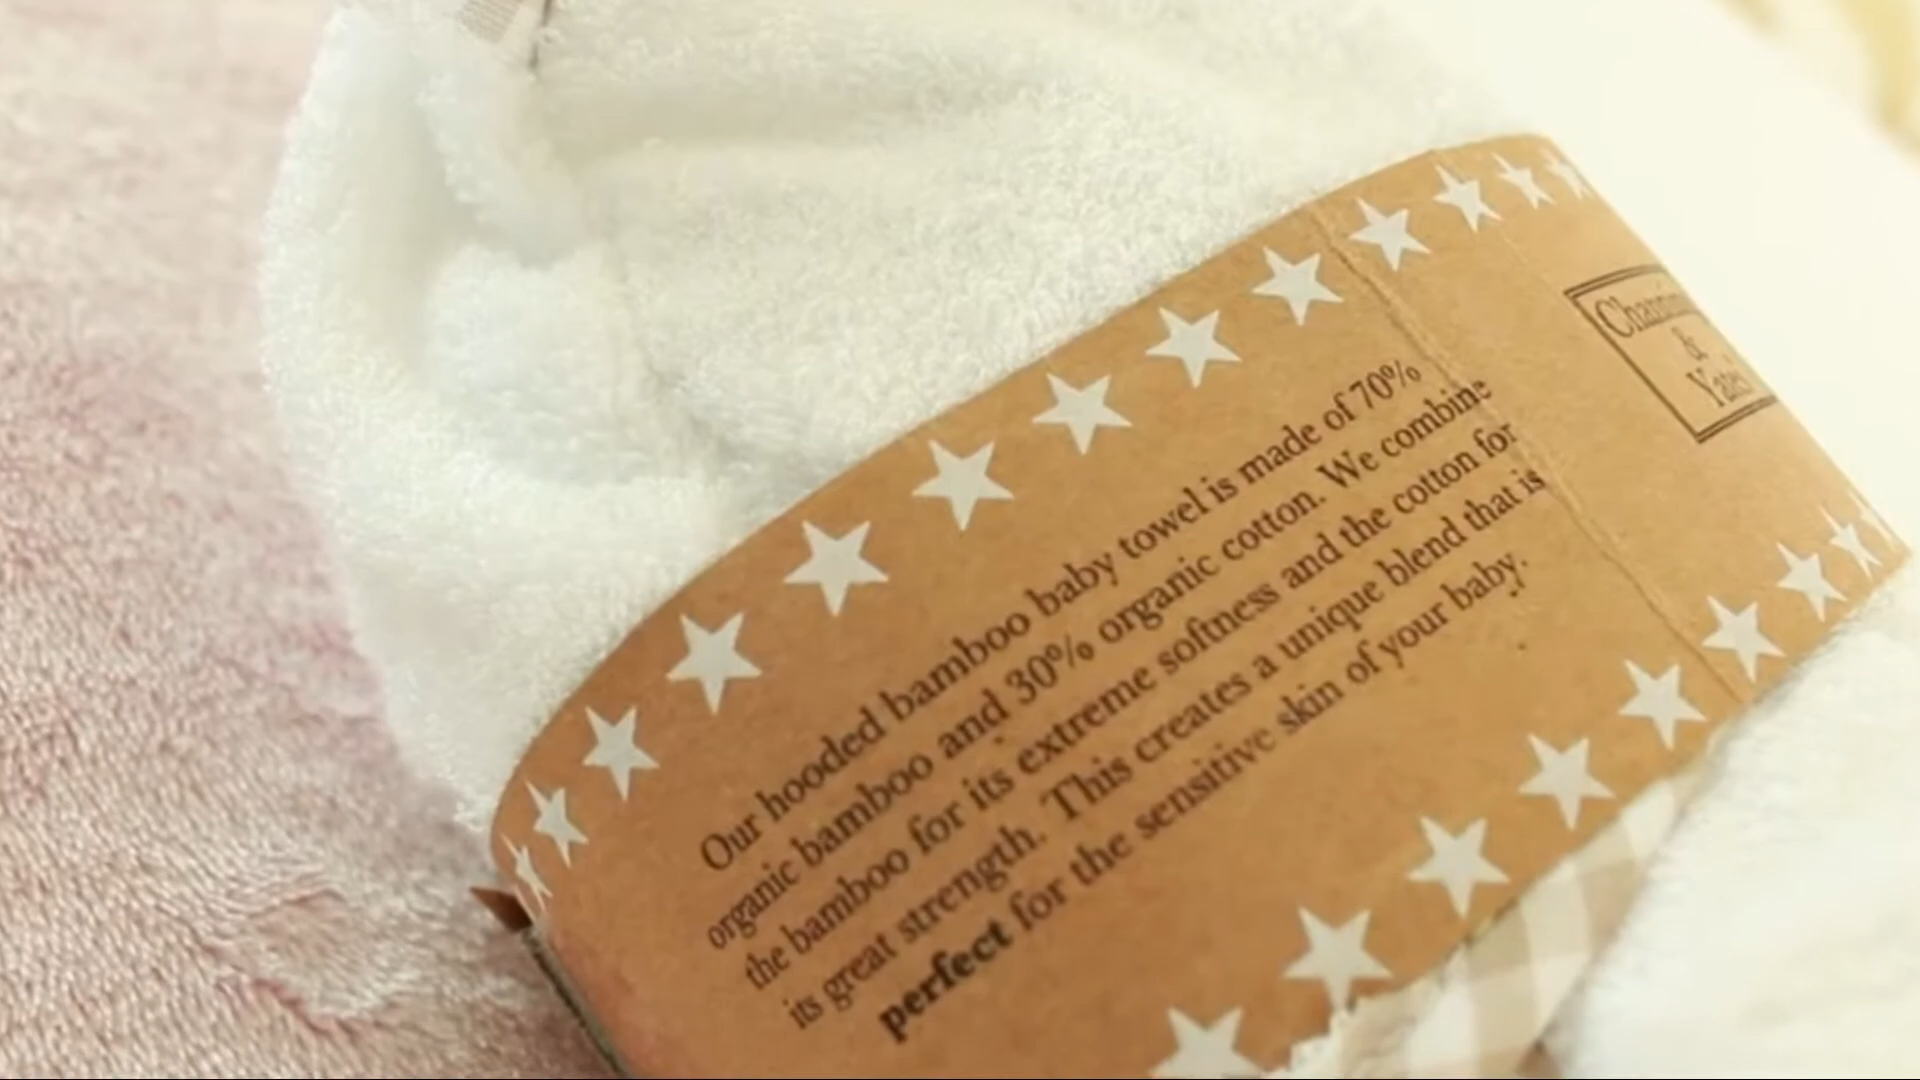 Our hooded bamboo baby towel is made of 70%
organic bamboo and 30% organic cotton. We combine
the bamboo for its extreme softness and the cotton for
its great strength. This creates a unique blend that is
perfect for the sensitive skin of your baby.
&
Yates